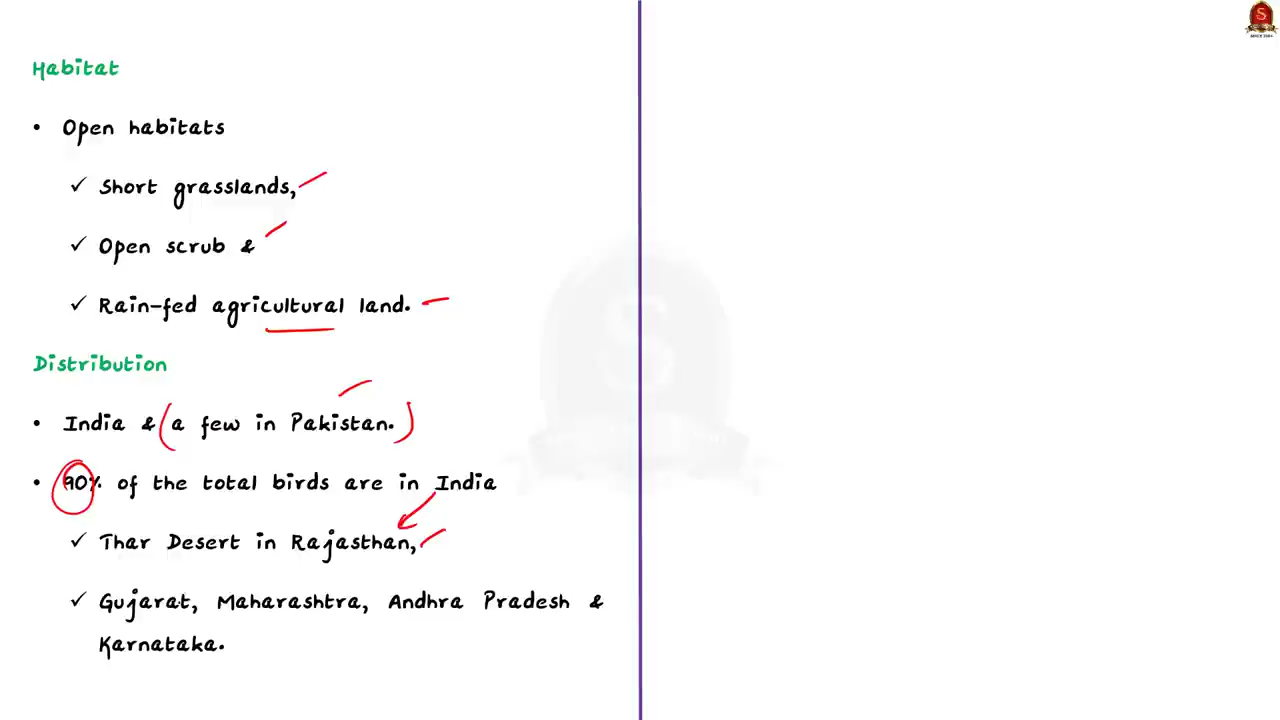 Habitat
• Open habitats
✓ Short grasslands,
✓ Open scrub &
✓ Rain-fed agricultural land.
Distribution
• India & a few in Pakistan.
• 90% of the total birds are in India
✓ Thar Desert in Rajasthan,
✓ Gujarat, Maharashtra, Andhra Pradesh &
Karnataka.
S